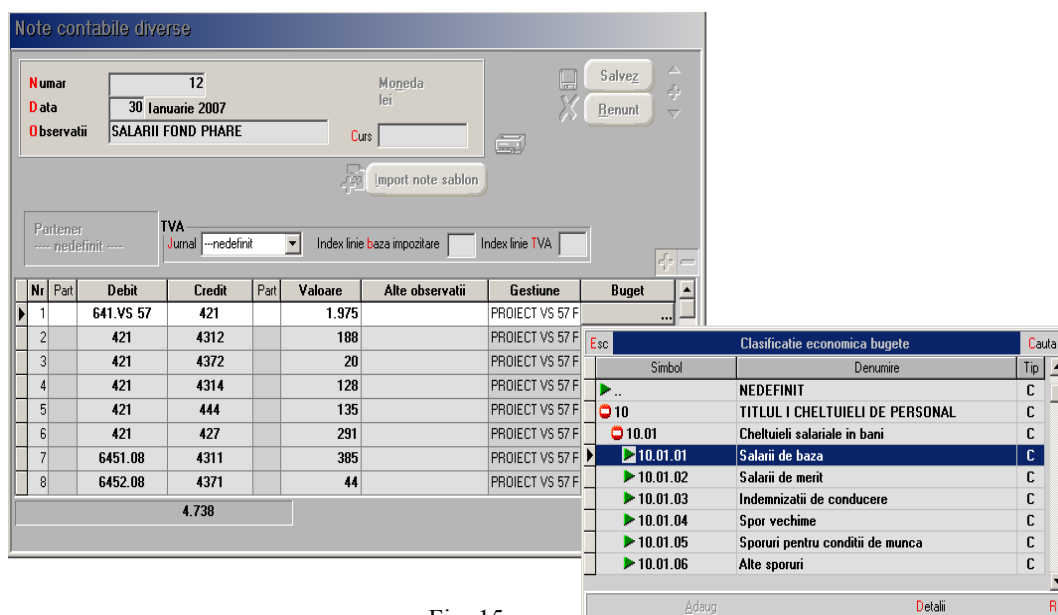 Note contabile diverse
Numar 12
Data 30 Ianuarie 2007
Observatii SALARII FOND PHARE
Moneda
lei
Curs
Salvez
Renunt
Import note sablon
Partener
---- nedefinit ----
TVA
Jurnal ---nedefinit Index linie baza impozitare Index linie TVA
Nr Part Debit Credit Part Valoare Alte observatii Gestiune Buget
1 641.VS 57 421 1.975 PROIECT VS 57 F ...
2 421 4312 188 PROIECT VS 57 F
3 421 4372 20 PROIECT VS 57 F
4 421 4314 128 PROIECT VS 57 F
5 421 444 135 PROIECT VS 57 F
6 421 427 291 PROIECT VS 57 F
7 6451.08 4311 385 PROIECT VS 57 F
8 6452.08 4371 44 PROIECT VS 57 F
4.738
Esc Clasificatie economica bugete Cauta
Simbol Denumire Tip
.. NEDEFINIT C
10 TITLUL I CHELTUIELI DE PERSONAL C
10.01 Cheltuieli salariale in bani C
10.01.01 Salarii de baza C
10.01.02 Salarii de merit C
10.01.03 Indemnizatii de conducere C
10.01.04 Spor vechime C
10.01.05 Sporuri pentru conditii de munca C
10.01.06 Alte sporuri C
Adaug Detalii R